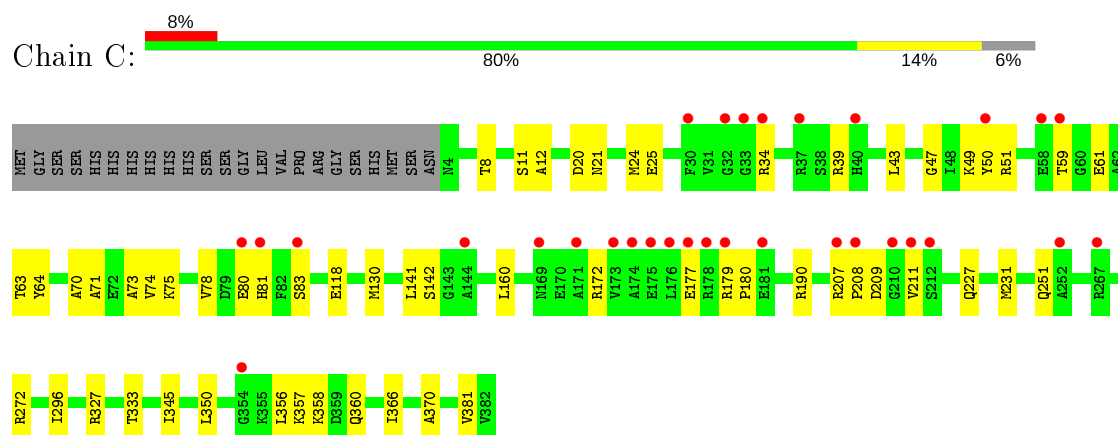 8%
Chain C:
80% 14% 6%
MET GLY SER SER HIS HIS HIS HIS HIS HIS SER SER GLY LEU VAL PRO ARG GLY SER HIS MET SER ASN N4 T8 S11 A12 D20 N21 M24 E25 F30 V31 G32 G33 R34 R37 S38 R39 H40 L43 G47 I48 K49 Y50 R51 E58 T59 G60 E61 A62
T63 Y64 A70 A71 E72 A73 V74 K75 V78 D79 E80 H81 F82 S83 E118 M130 L141 S142 G143 A144 L160 N169 E170 A171 R172 V173 A174 E175 L176 E177 R178 R179 P180 E181 R190 R207 P208 D209 G210 V211 S212 Q227 M231 Q251 A252 R267
R272 I296 R327 T333 I345 L350 G354 K355 L356 K357 K358 D359 Q360 I366 A370 V381 V382